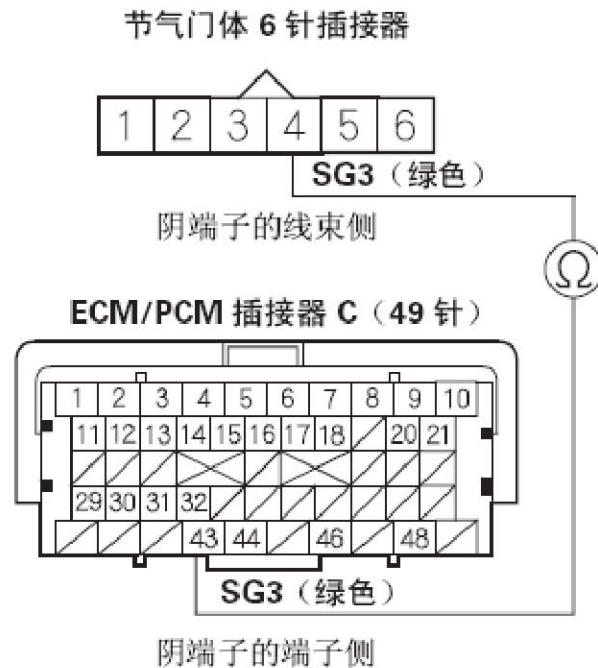 节气门体 6 针插接器
1 2 3 4 5 6
SG3（绿色）
阴端子的线束侧
Ω
ECM/PCM 插接器 C（49 针）
1 2 3 4 5 6 7 8 9 10
11 12 13 14 15 16 17 18 20 21
29 30 31 32
43 44 46 48
SG3（绿色）
阴端子的端子侧